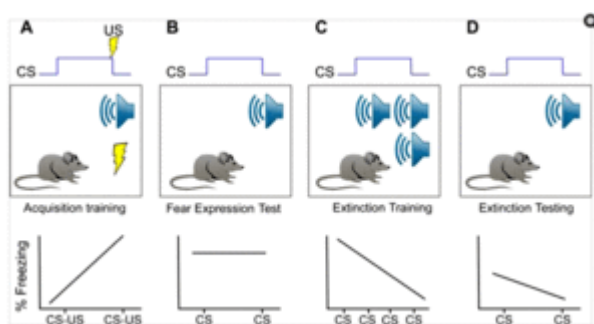 A B C D
US
CS CS CS CS
Acquisition training Fear Expression Test Extinction Training Extinction Testing
% Freezing
CS-US CS-US CS CS CS CS CS CS CS CS